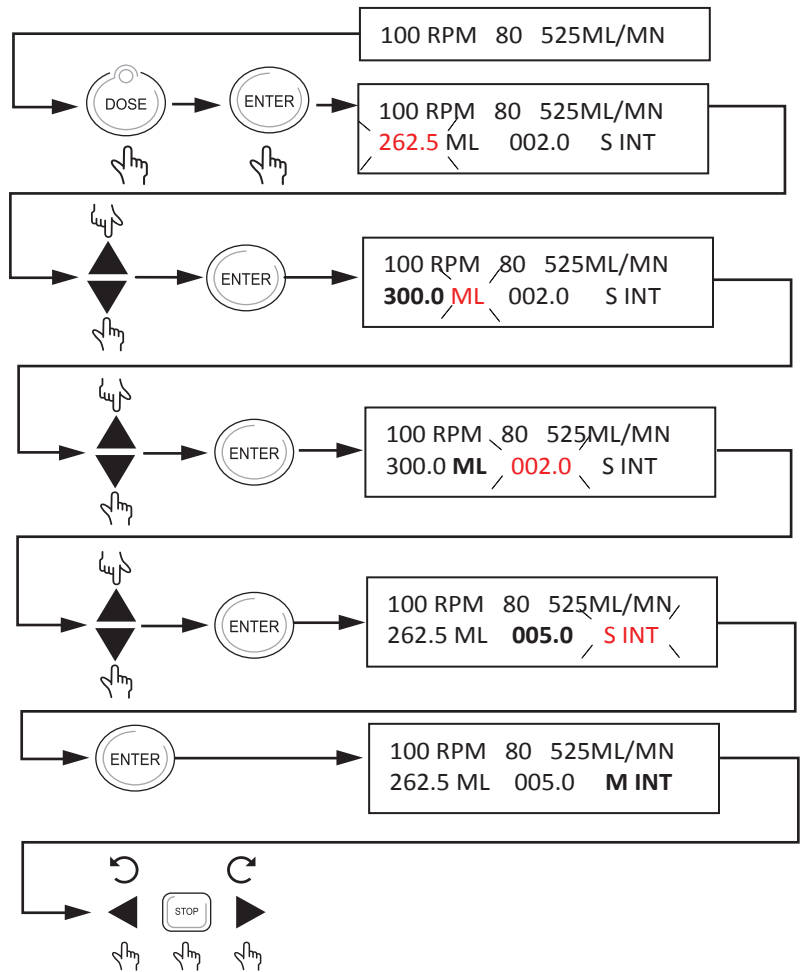 100 RPM 80 525ML/MN
DOSE
ENTER
100 RPM 80 525ML/MN
262.5 ML 002.0 S INT
ENTER
100 RPM 80 525ML/MN
300.0 ML 002.0 S INT
ENTER
100 RPM 80 525ML/MN
300.0 ML 002.0 S INT
ENTER
100 RPM 80 525ML/MN
262.5 ML 005.0 S INT
ENTER
100 RPM 80 525ML/MN
262.5 ML 005.0 M INT
STOP